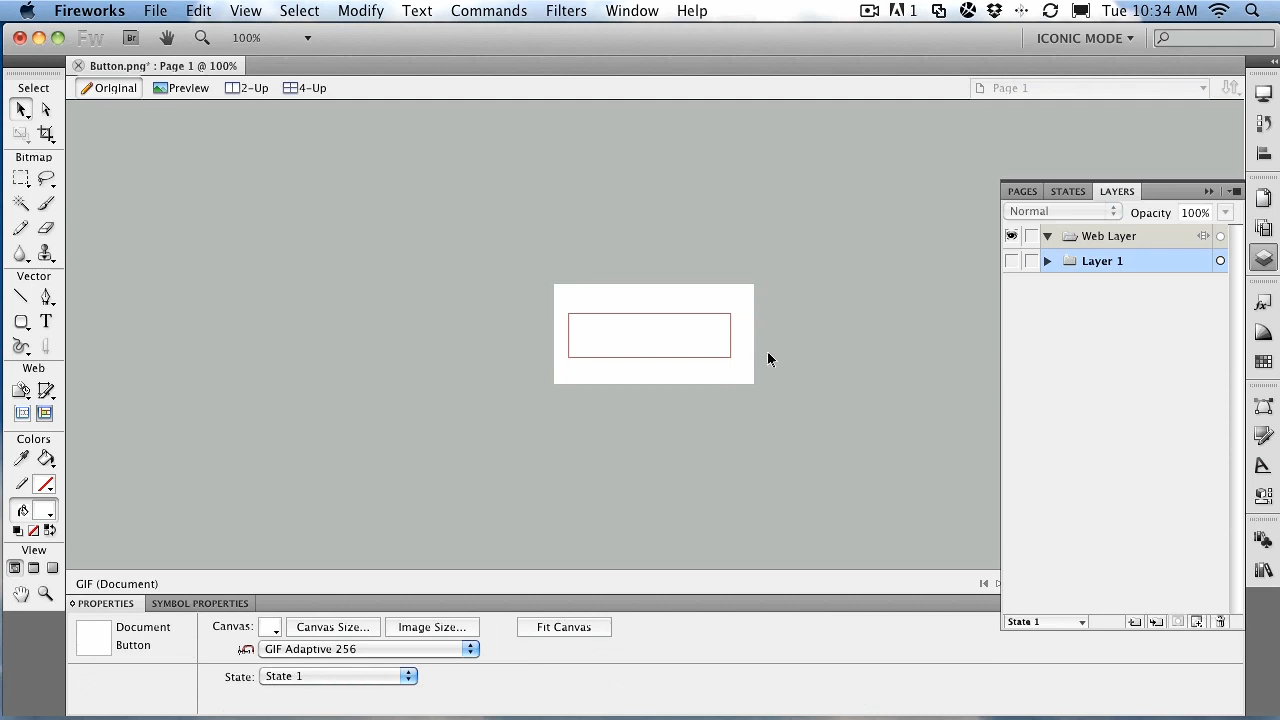 Fireworks File Edit View Select Modify Text Commands Filters Window Help 1 Tue 10:34 AM
Fw Br 100% ICONIC MODE
Button.png* : Page 1 @ 100%
Original Preview 2-Up 4-Up Page 1
Select
Bitmap
Vector
T
Web
Colors
View
PAGES STATES LAYERS
Normal Opacity 100%
Web Layer
Layer 1
State 1
GIF (Document)
PROPERTIES SYMBOL PROPERTIES
Document
Button
Canvas: Canvas Size... Image Size... Fit Canvas
GIF Adaptive 256
State: State 1